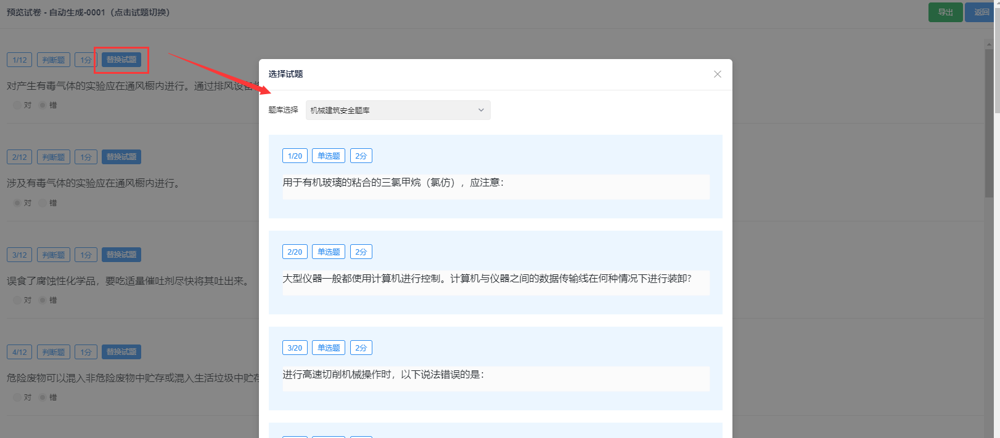 预览试卷 - 自动生成-0001（点击试题切换）
导出
返回
1/12 判断题 1分 替换试题
对产生有毒气体的实验应在通风橱内进行。通过排风设备
对 错
2/12 判断题 1分 替换试题
涉及有毒气体的实验应在通风橱内进行。
对 错
3/12 判断题 1分 替换试题
误食了腐蚀性化学品，要吃适量催吐剂尽快将其吐出来。
对 错
4/12 判断题 1分 替换试题
危险废物可以混入非危险废物中贮存或混入生活垃圾中贮存
对 错
选择试题
题库选择 机械建筑安全题库
1/20 单选题 2分
用于有机玻璃的粘合的三氯甲烷（氯仿），应注意：
2/20 单选题 2分
大型仪器一般都使用计算机进行控制。计算机与仪器之间的数据传输线在何种情况下进行装卸？
3/20 单选题 2分
进行高速切削机械操作时，以下说法错误的是：